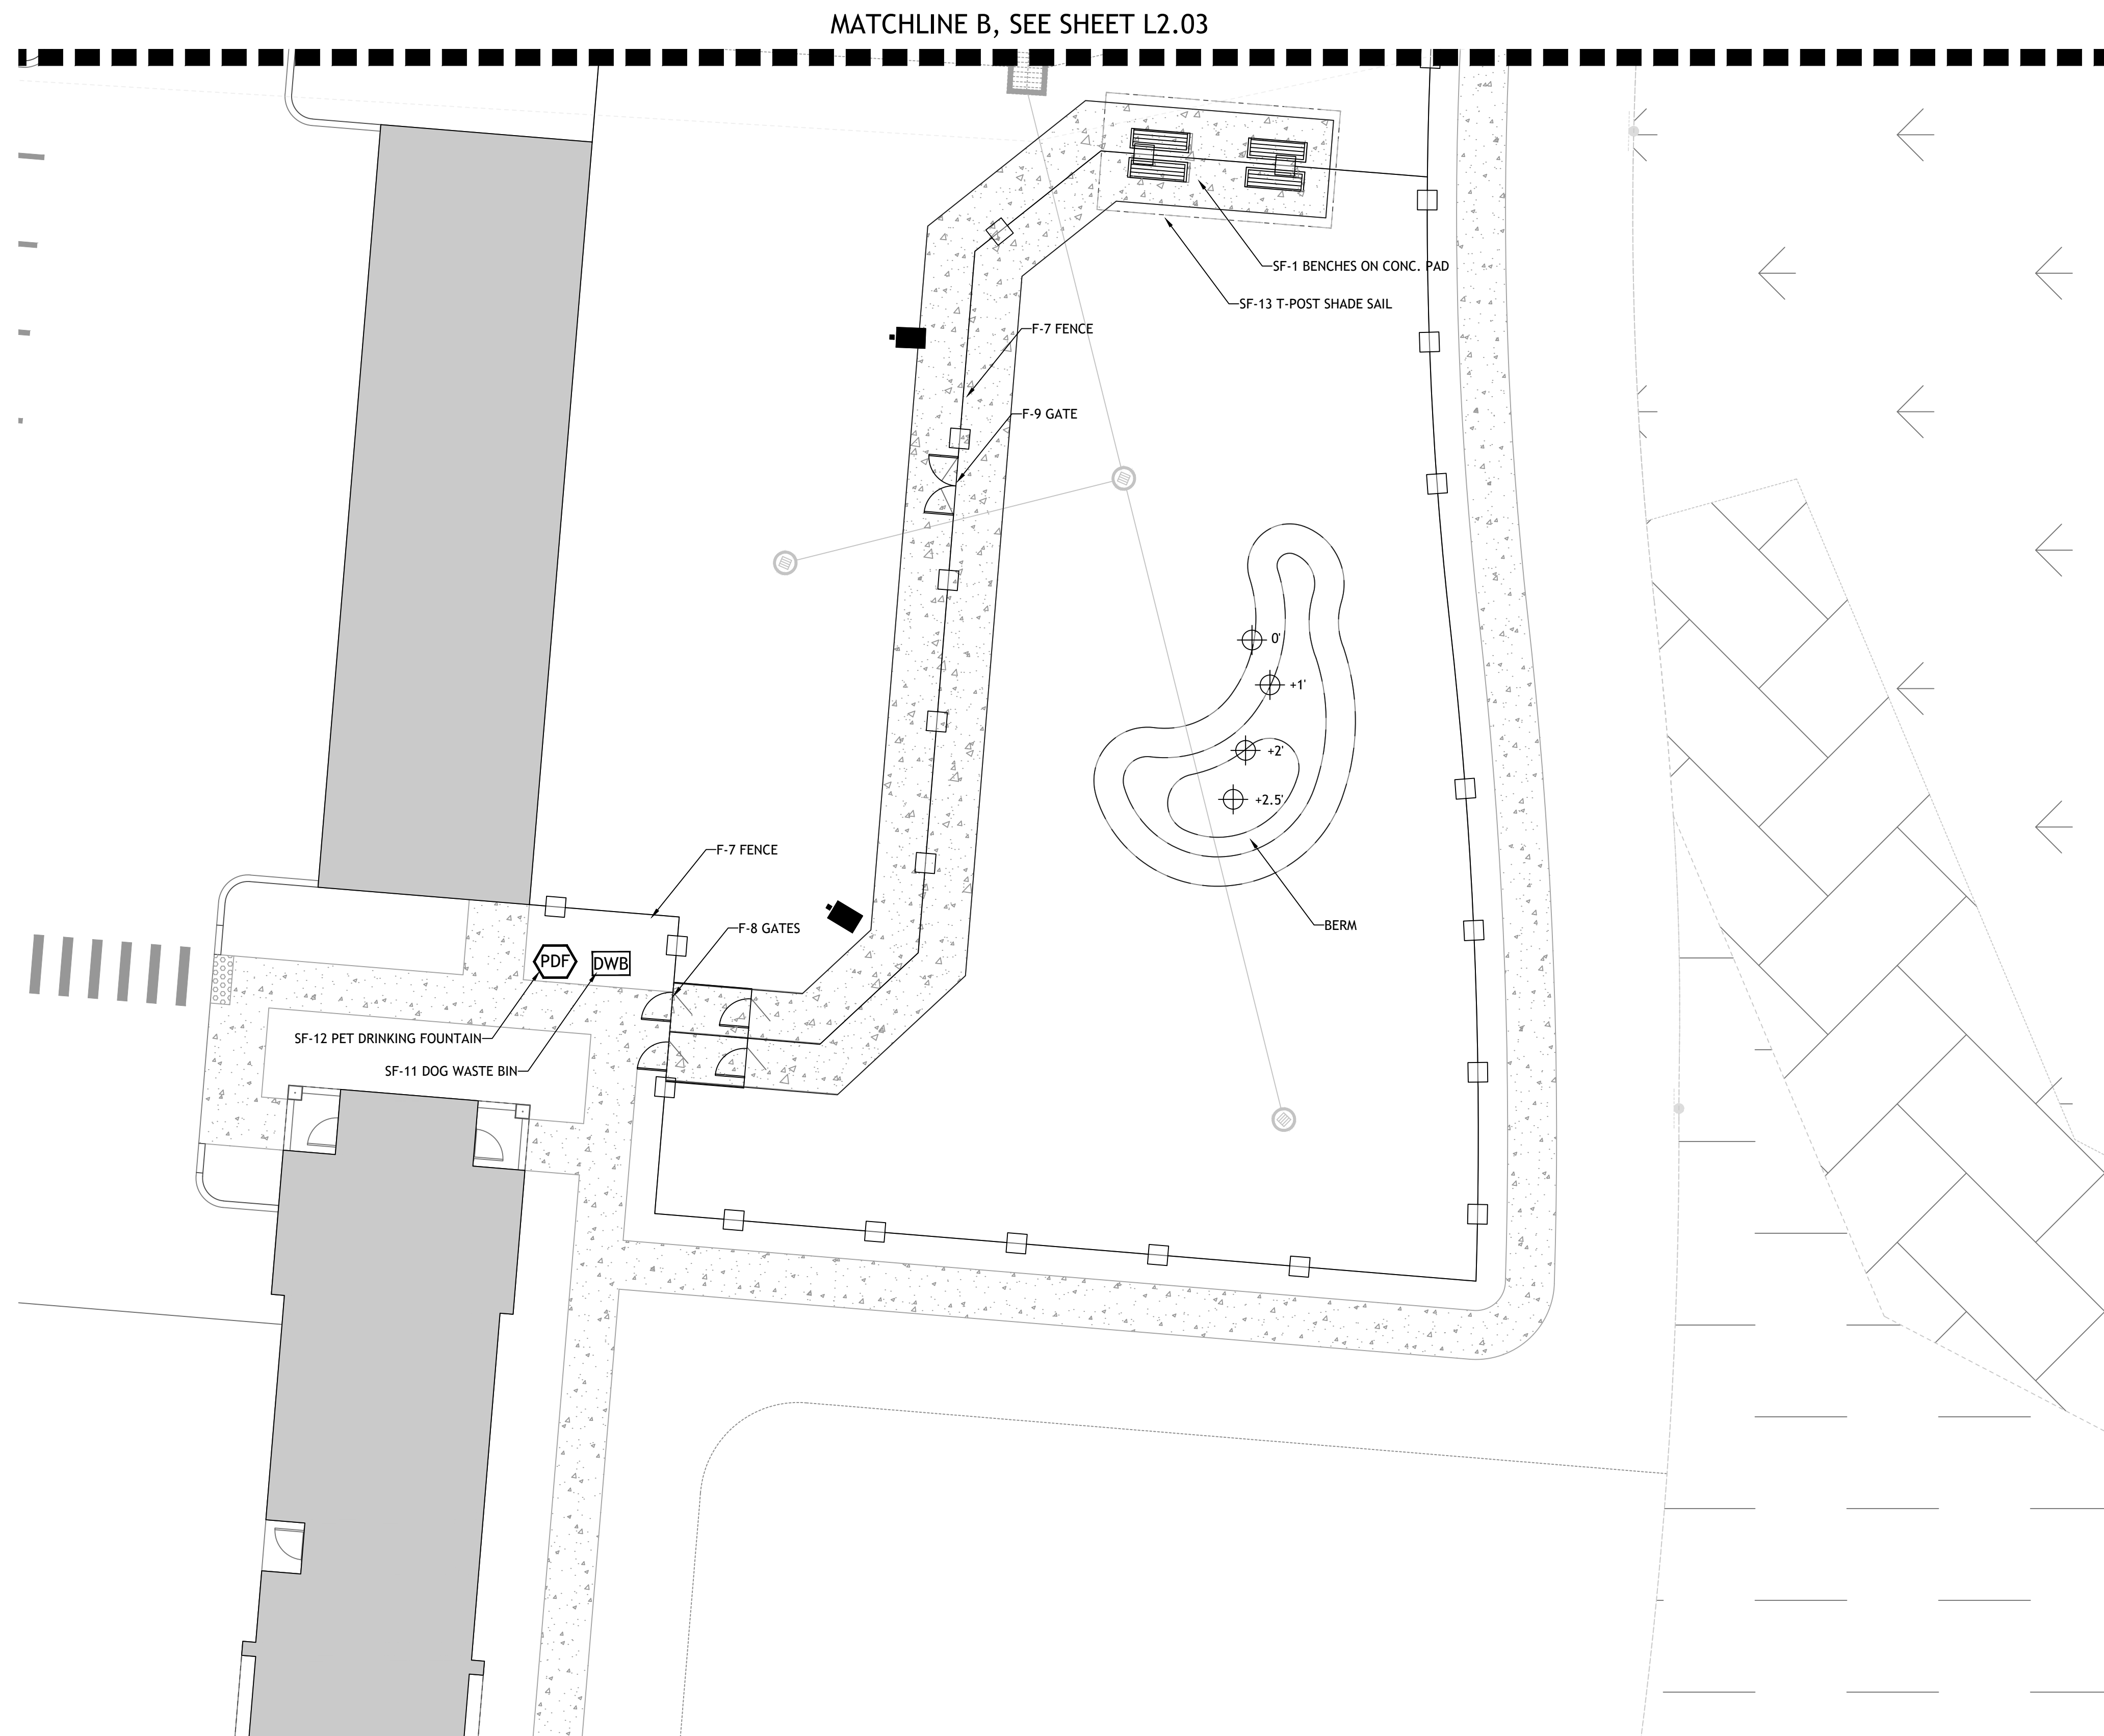 MATCHLINE B, SEE SHEET L2.03
SF-1 BENCHES ON CONC. PAD
SF-13 T-POST SHADE SAIL
F-7 FENCE
F-9 GATE
0'
+1'
+2'
+2.5'
F-7 FENCE
BERM
F-8 GATES
PDF
DWB
SF-12 PET DRINKING FOUNTAIN
SF-11 DOG WASTE BIN